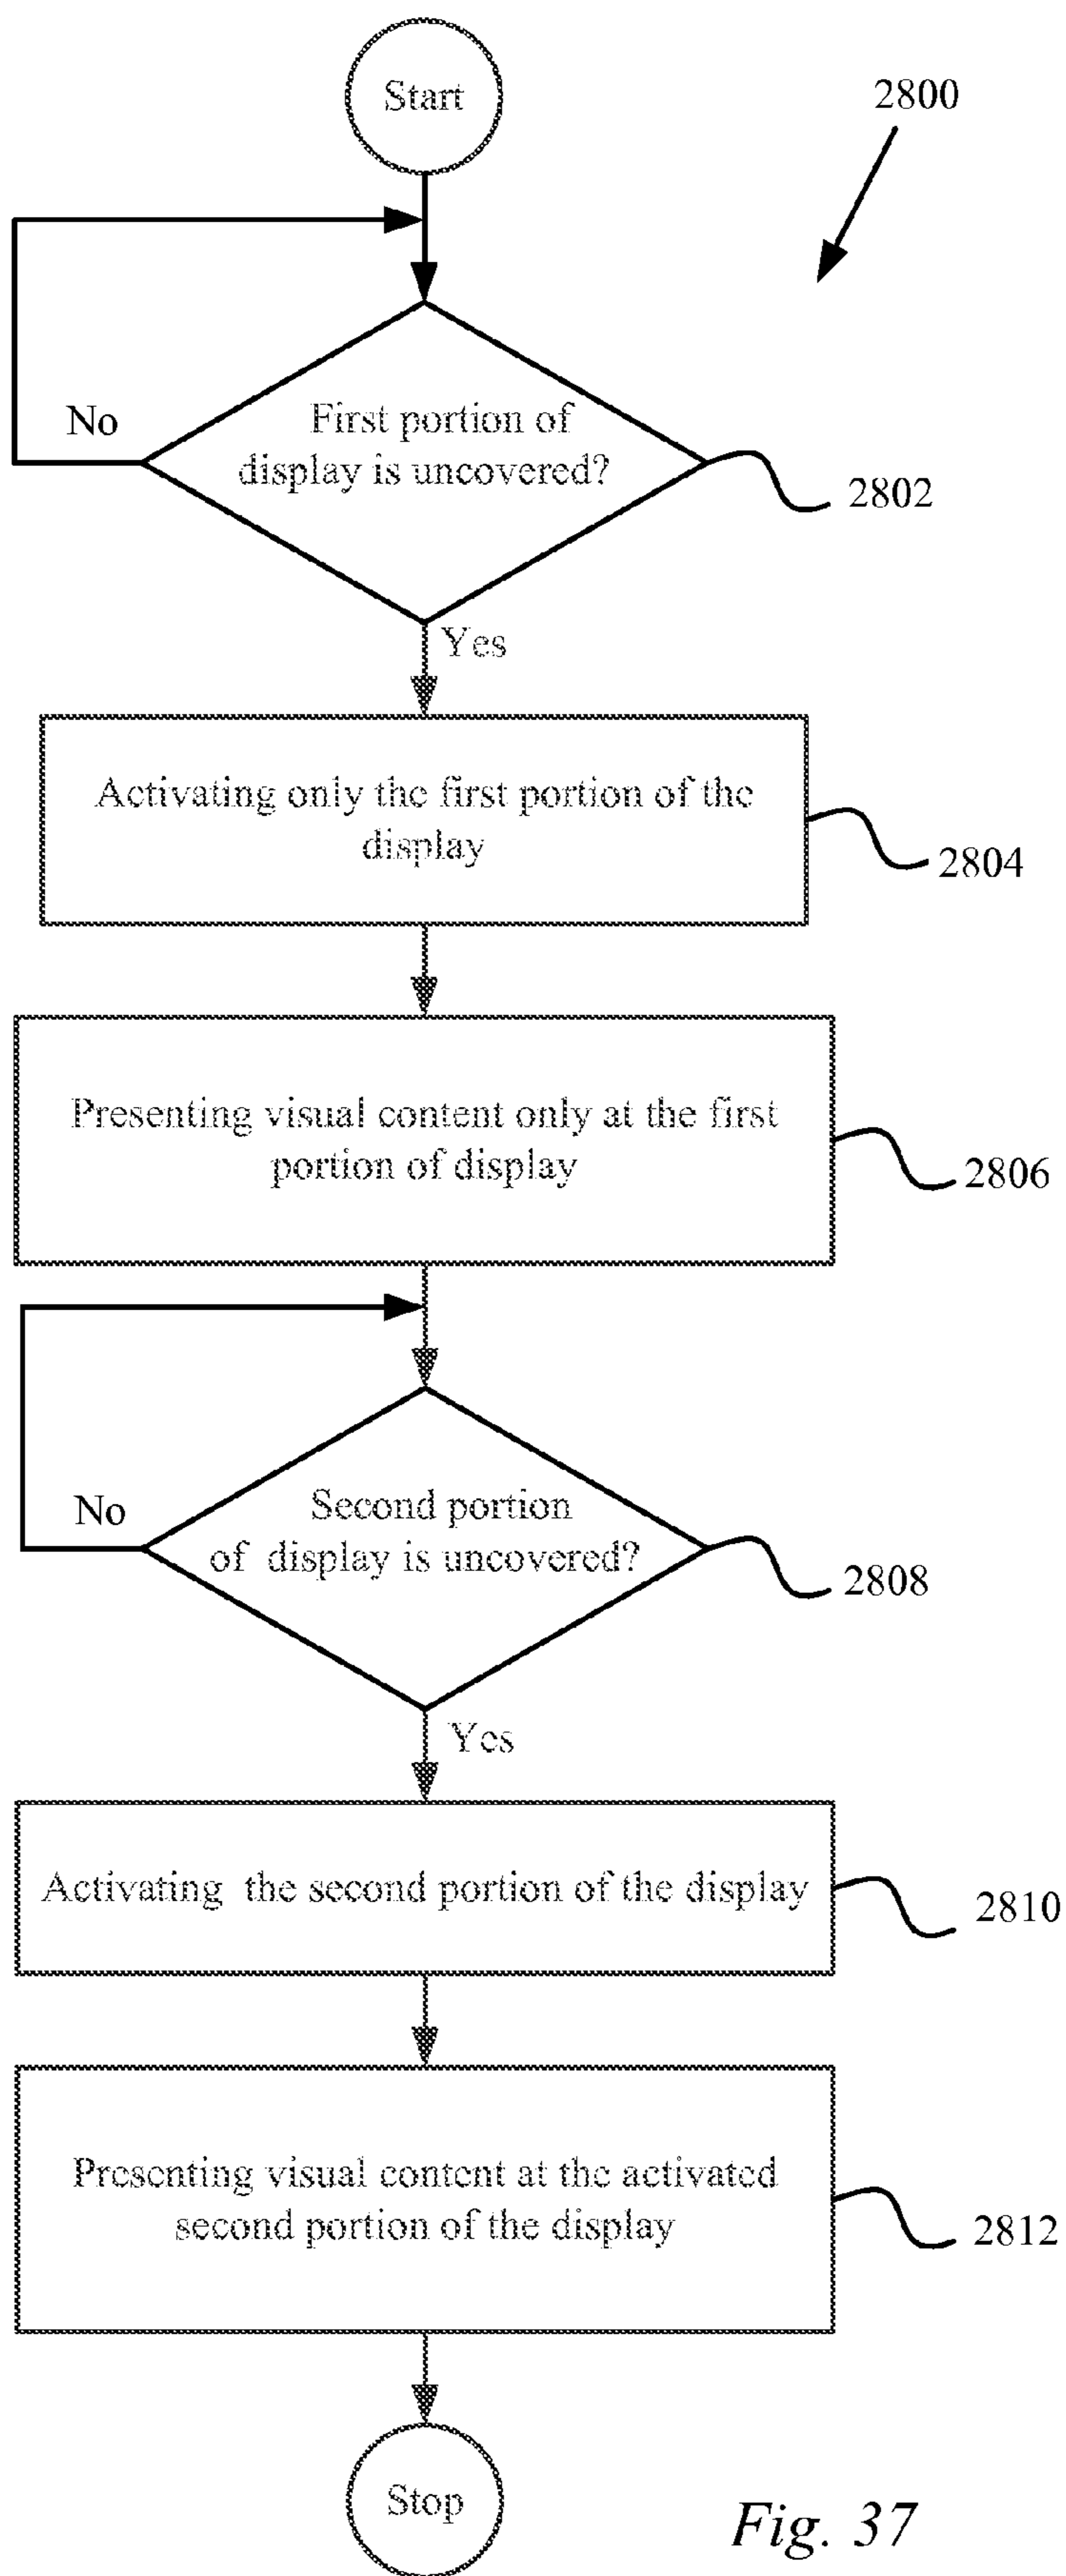 Start
2800
No
First portion of
display is uncovered?
2802
Yes
Activating only the first portion of the
display
2804
Presenting visual content only at the first
portion of display
2806
No
Second portion
of display is uncovered?
2808
Yes
Activating the second portion of the display
2810
Presenting visual content at the activated
second portion of the display
2812
Stop
Fig. 37